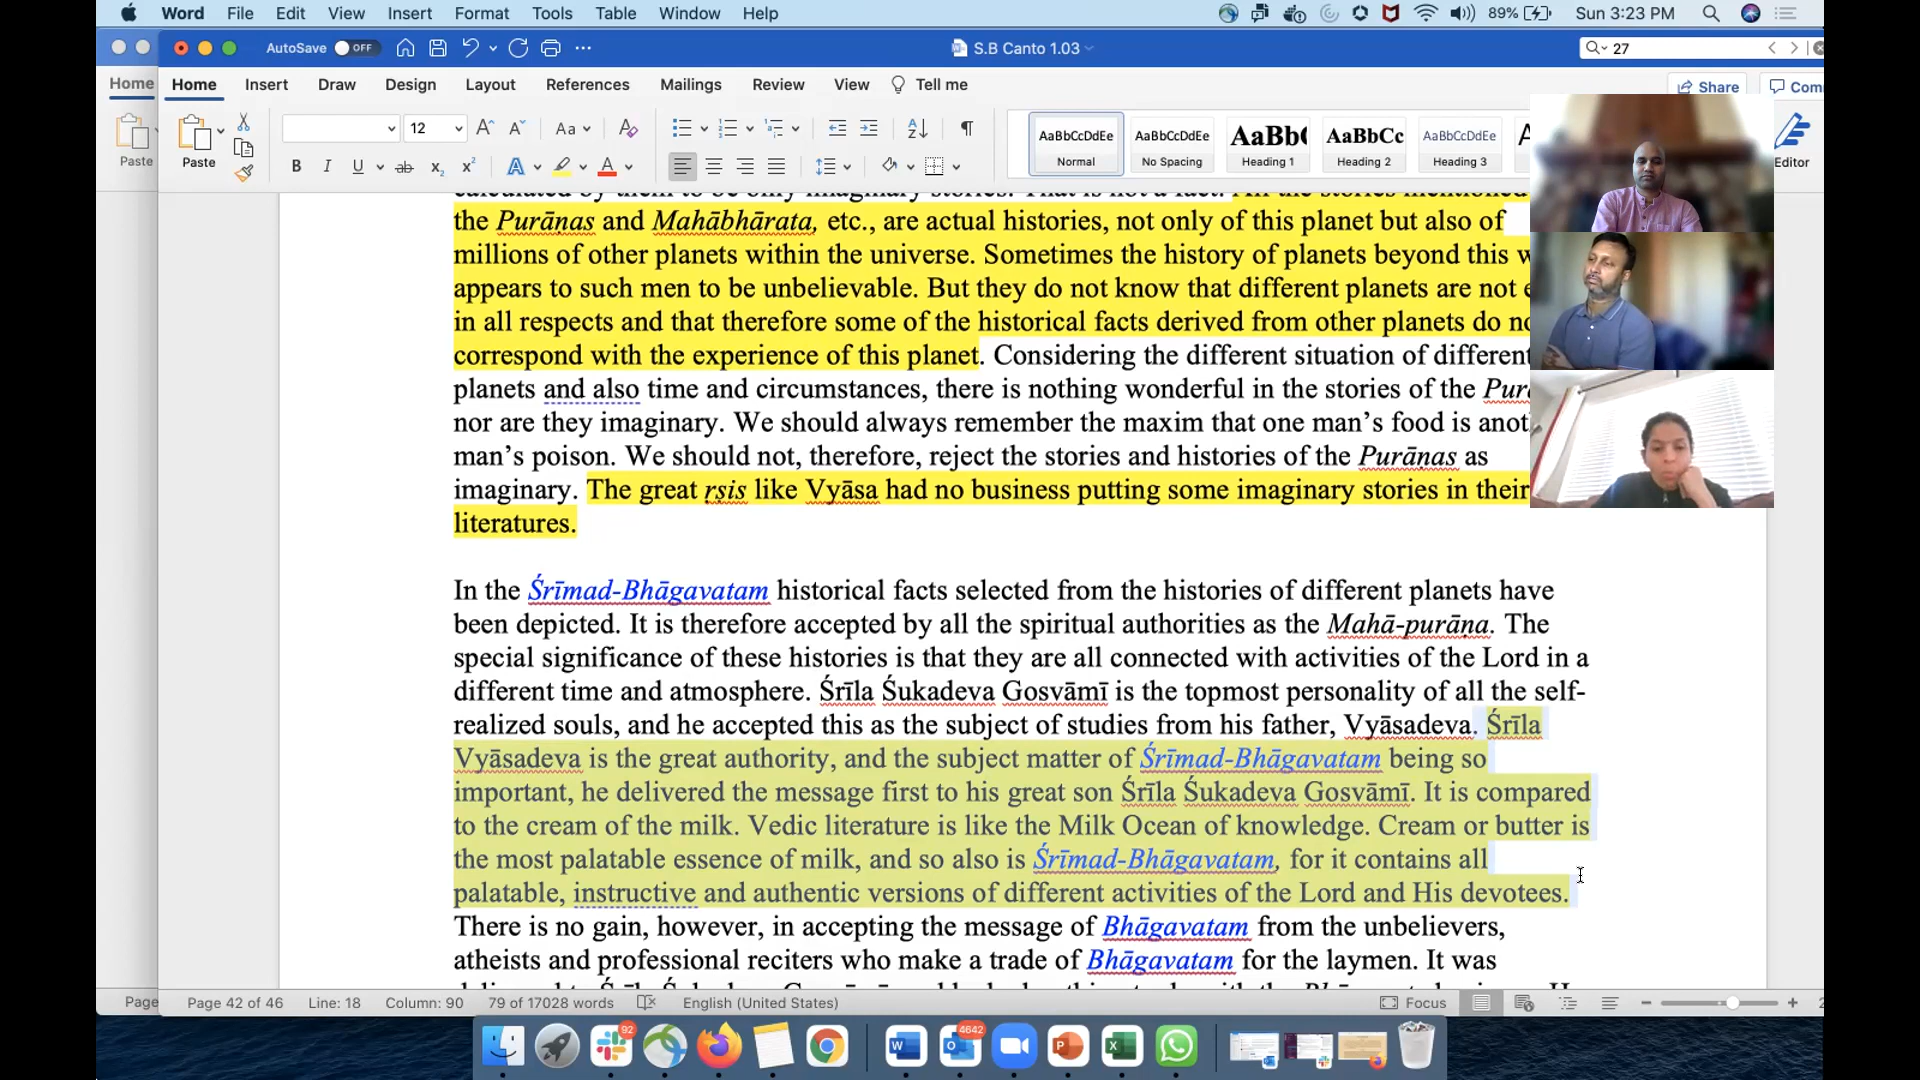 Word File Edit View Insert Format Tools Table Window Help 89% Sun 3:23 PM
AutoSave OFF S.B Canto 1.03 27
Home Home Insert Draw Design Layout References Mailings Review View Tell me Share Com
12 Aa
AaBbCcDdEe AaBbCcDdEe AaBb( AaBbCc AaBbCcDdEe
Paste Paste Normal No Spacing Heading 1 Heading 2 Heading 3 Editor
the Purāṇas and Mahābhārata, etc., are actual histories, not only of this planet but also of
millions of other planets within the universe. Sometimes the history of planets beyond this w
appears to such men to be unbelievable. But they do not know that different planets are not e
in all respects and that therefore some of the historical facts derived from other planets do no
correspond with the experience of this planet. Considering the different situation of different
planets and also time and circumstances, there is nothing wonderful in the stories of the Pur
nor are they imaginary. We should always remember the maxim that one man's food is anot
man's poison. We should not, therefore, reject the stories and histories of the Purāṇas as
imaginary. The great ṛṣis like Vyāsa had no business putting some imaginary stories in their
literatures.
In the Śrīmad-Bhāgavatam historical facts selected from the histories of different planets have
been depicted. It is therefore accepted by all the spiritual authorities as the Mahā-purāṇa. The
special significance of these histories is that they are all connected with activities of the Lord in a
different time and atmosphere. Śrīla Śukadeva Gosvāmī is the topmost personality of all the self-
realized souls, and he accepted this as the subject of studies from his father, Vyāsadeva. Śrīla
Vyāsadeva is the great authority, and the subject matter of Śrīmad-Bhāgavatam being so
important, he delivered the message first to his great son Śrīla Śukadeva Gosvāmī. It is compared
to the cream of the milk. Vedic literature is like the Milk Ocean of knowledge. Cream or butter is
the most palatable essence of milk, and so also is Śrīmad-Bhāgavatam, for it contains all
palatable, instructive and authentic versions of different activities of the Lord and His devotees.
There is no gain, however, in accepting the message of Bhāgavatam from the unbelievers,
atheists and professional reciters who make a trade of Bhāgavatam for the laymen. It was
Page Page 42 of 46 Line: 18 Column: 90 79 of 17028 words English (United States) Focus
92 4642